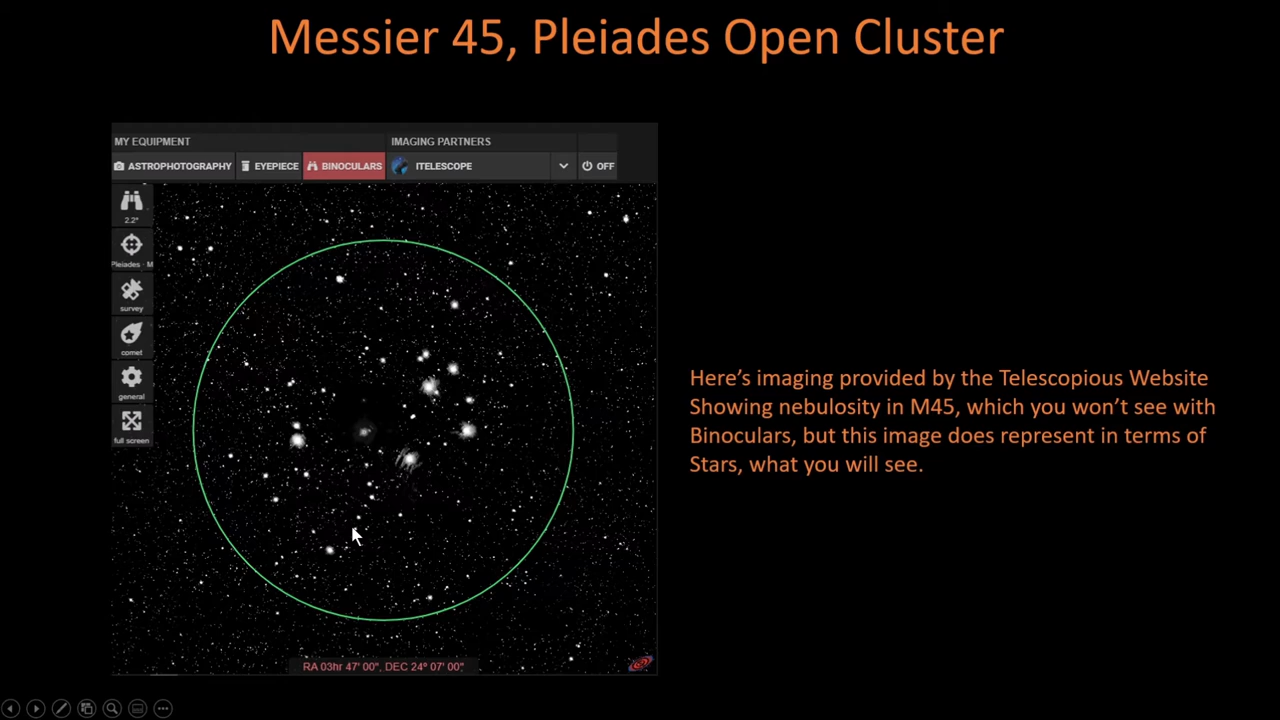 Messier 45, Pleiades Open Cluster
MY EQUIPMENT
IMAGING PARTNERS
ASTROPHOTOGRAPHY
EYEPIECE
BINOCULARS
ITELESCOPE
OFF
2.2°
Pleiades - M
survey
comet
general
full screen
Here's imaging provided by the Telescopious Website
Showing nebulosity in M45, which you won't see with
Binoculars, but this image does represent in terms of
Stars, what you will see.
RA 03hr 47' 00", DEC 24° 07' 00"